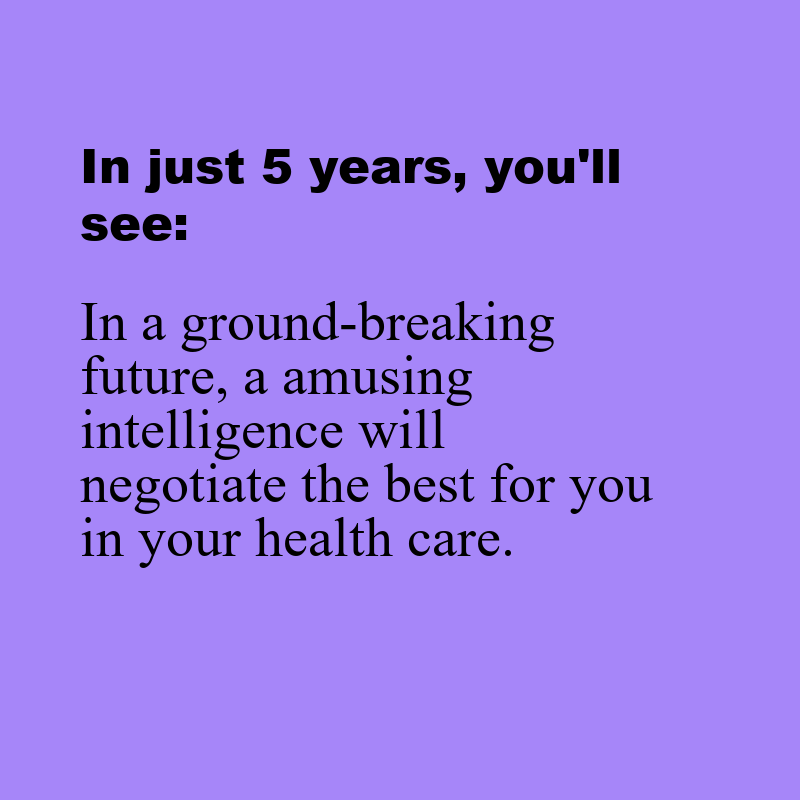 In just 5 years, you'll
see:
In a ground-breaking
future, a amusing
intelligence will
negotiate the best for you
in your health care.